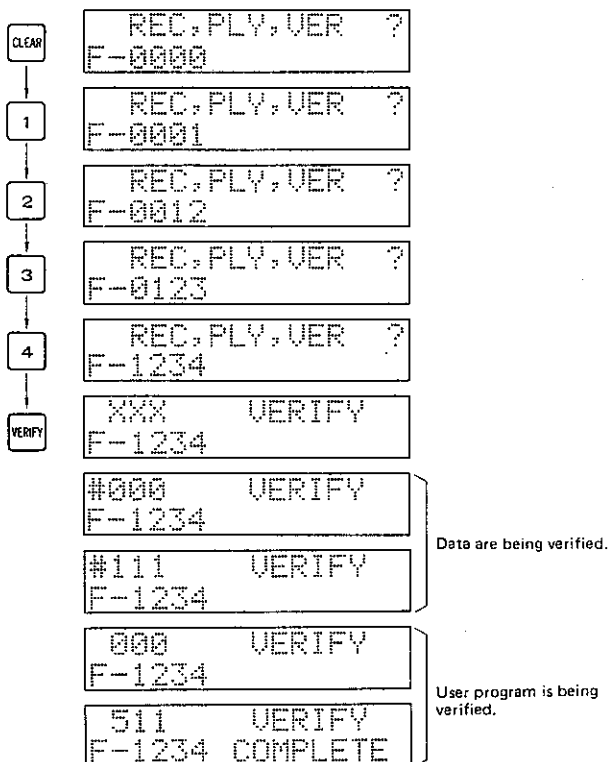 CLEAR
REC,PLY,VER ?
F-0000
1
REC,PLY,VER ?
F-0001
2
REC,PLY,VER ?
F-0012
3
REC,PLY,VER ?
F-0123
4
REC,PLY,VER ?
F-1234
VERIFY
XXX VERIFY
F-1234
#000 VERIFY
F-1234
Data are being verified.
#111 VERIFY
F-1234
000 VERIFY
F-1234
User program is being
verified.
511 VERIFY
F-1234 COMPLETE